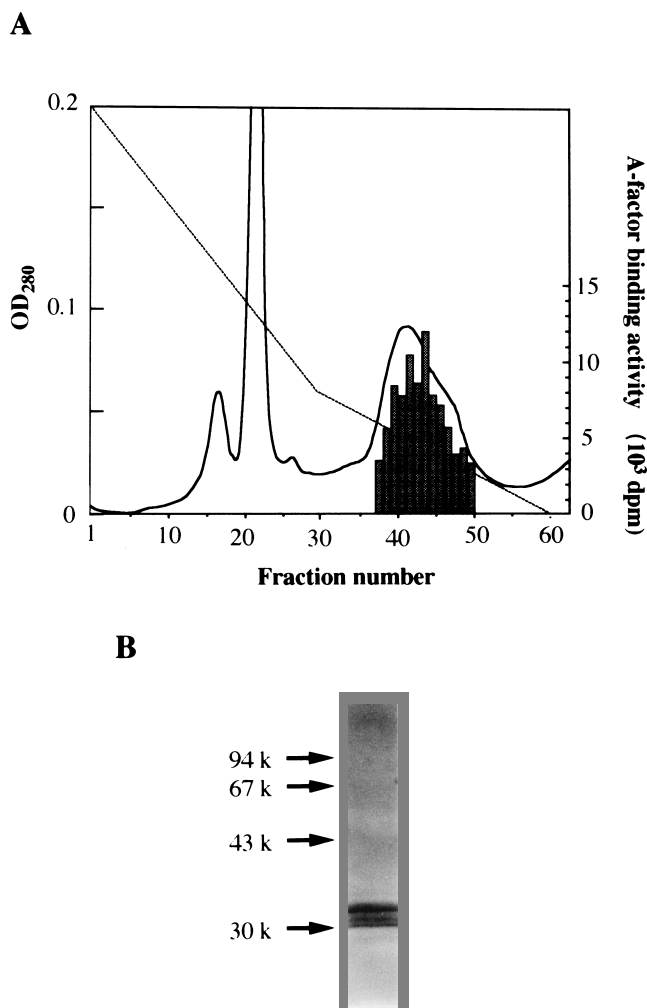 A
0.2
0.1
0
OD280
15
10
5
0
A-factor binding activity (10³ dpm)
1 10 20 30 40 50 60
Fraction number
B
94 k
67 k
43 k
30 k